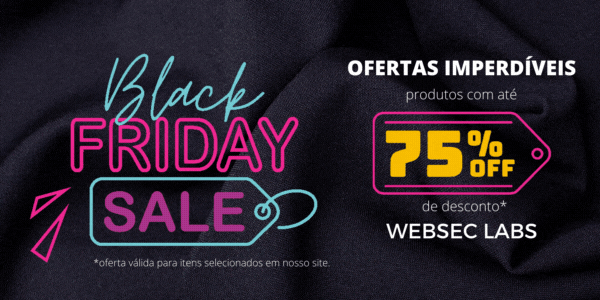 Black
FRIDAY
SALE
*oferta válida para itens selecionados em nosso site.
OFERTAS IMPERDÍVEIS
produtos com até
75% OFF
de desconto*
WEBSEC LABS